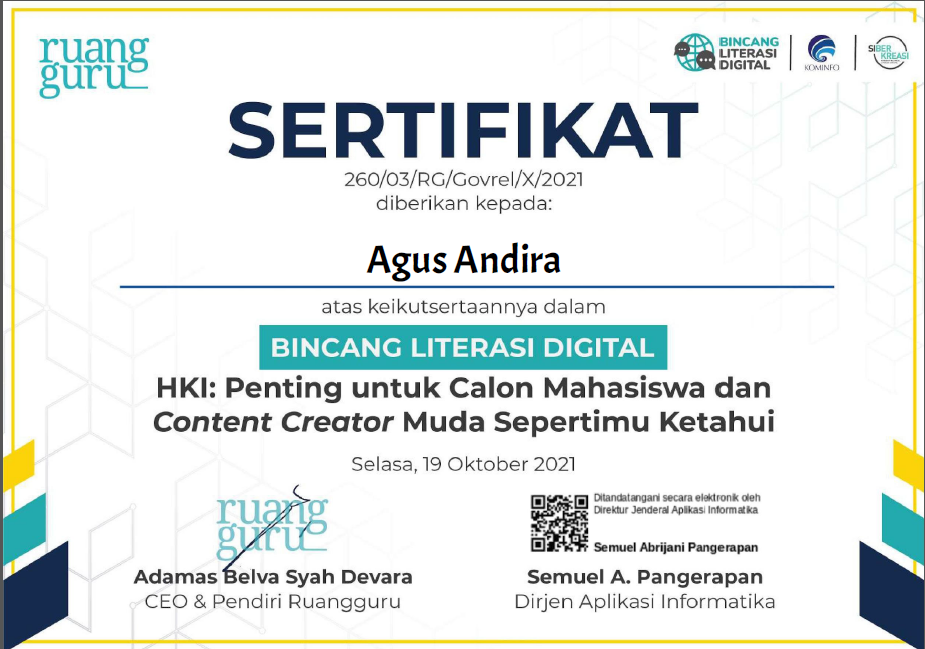 ruang
guru
BINCANG
LITERASI
DIGITAL
KOMINFO
SIBER
KREASI
SERTIFIKAT
260/03/RG/Govrel/X/2021
diberikan kepada:
Agus Andira
atas keikutsertaannya dalam
BINCANG LITERASI DIGITAL
HKI: Penting untuk Calon Mahasiswa dan
Content Creator Muda Sepertimu Ketahui
Selasa, 19 Oktober 2021
ruang
guru
Adamas Belva Syah Devara
CEO & Pendiri Ruangguru
Ditandatangani secara elektronik oleh
Direktur Jenderal Aplikasi Informatika
Semuel Abrijani Pangerapan
Semuel A. Pangerapan
Dirjen Aplikasi Informatika